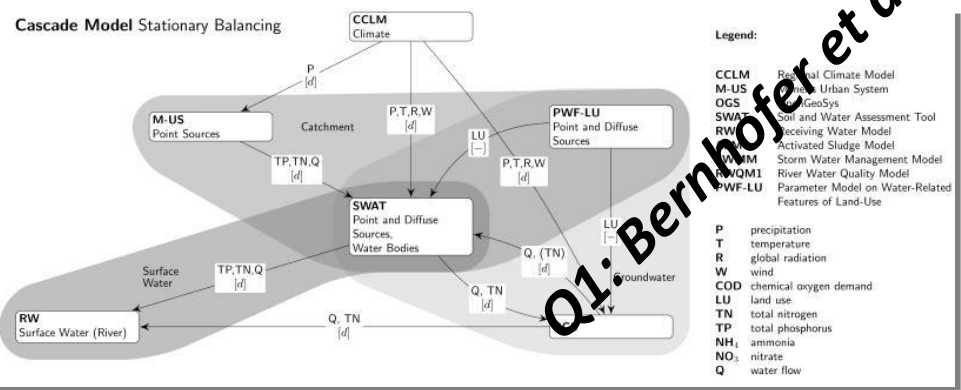 Cascade Model Stationary Balancing
CCLM
Climate
P
[d]
M-US
Point Sources
Catchment
P,T,R,W
[d]
LU
[−]
PWF-LU
Point and Diffuse
Sources
TP,TN,Q
[d]
P,T,R,W
[d]
SWAT
Point and Diffuse
Sources,
Water Bodies
LU
[−]
Surface
Water
TP,TN,Q
[d]
Q, (TN)
[d]
Groundwater
Q, TN
[d]
RW
Surface Water (River)
Q, TN
[d]
Legend:
CCLM Regional Climate Model
M-US Urban System
OGS
SWAT Soil and Water Assessment Tool
Receiving Water Model
Activated Sludge Model
Storm Water Management Model
RWQM1 River Water Quality Model
PWF-LU Parameter Model on Water-Related
Features of Land-Use
P precipitation
T temperature
R global radiation
W wind
COD chemical oxygen demand
LU land use
TN total nitrogen
TP total phosphorus
NH₄ ammonia
NO₃ nitrate
Q water flow
Q1: Bernhofer et